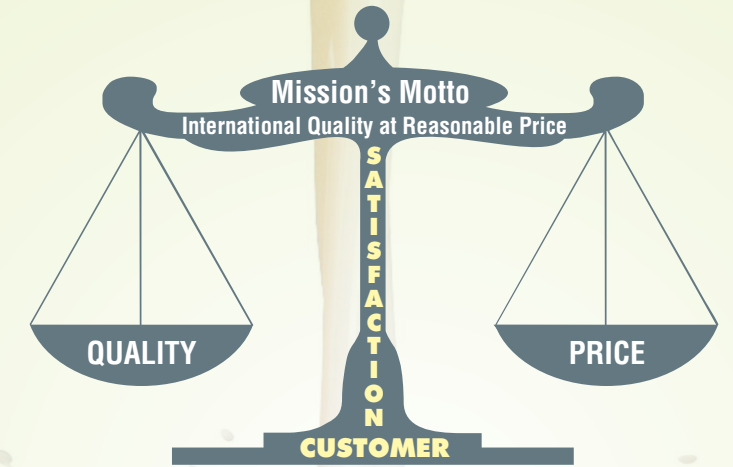 Mission's Motto
International Quality at Reasonable Price
SATISFACTION
QUALITY
PRICE
CUSTOMER